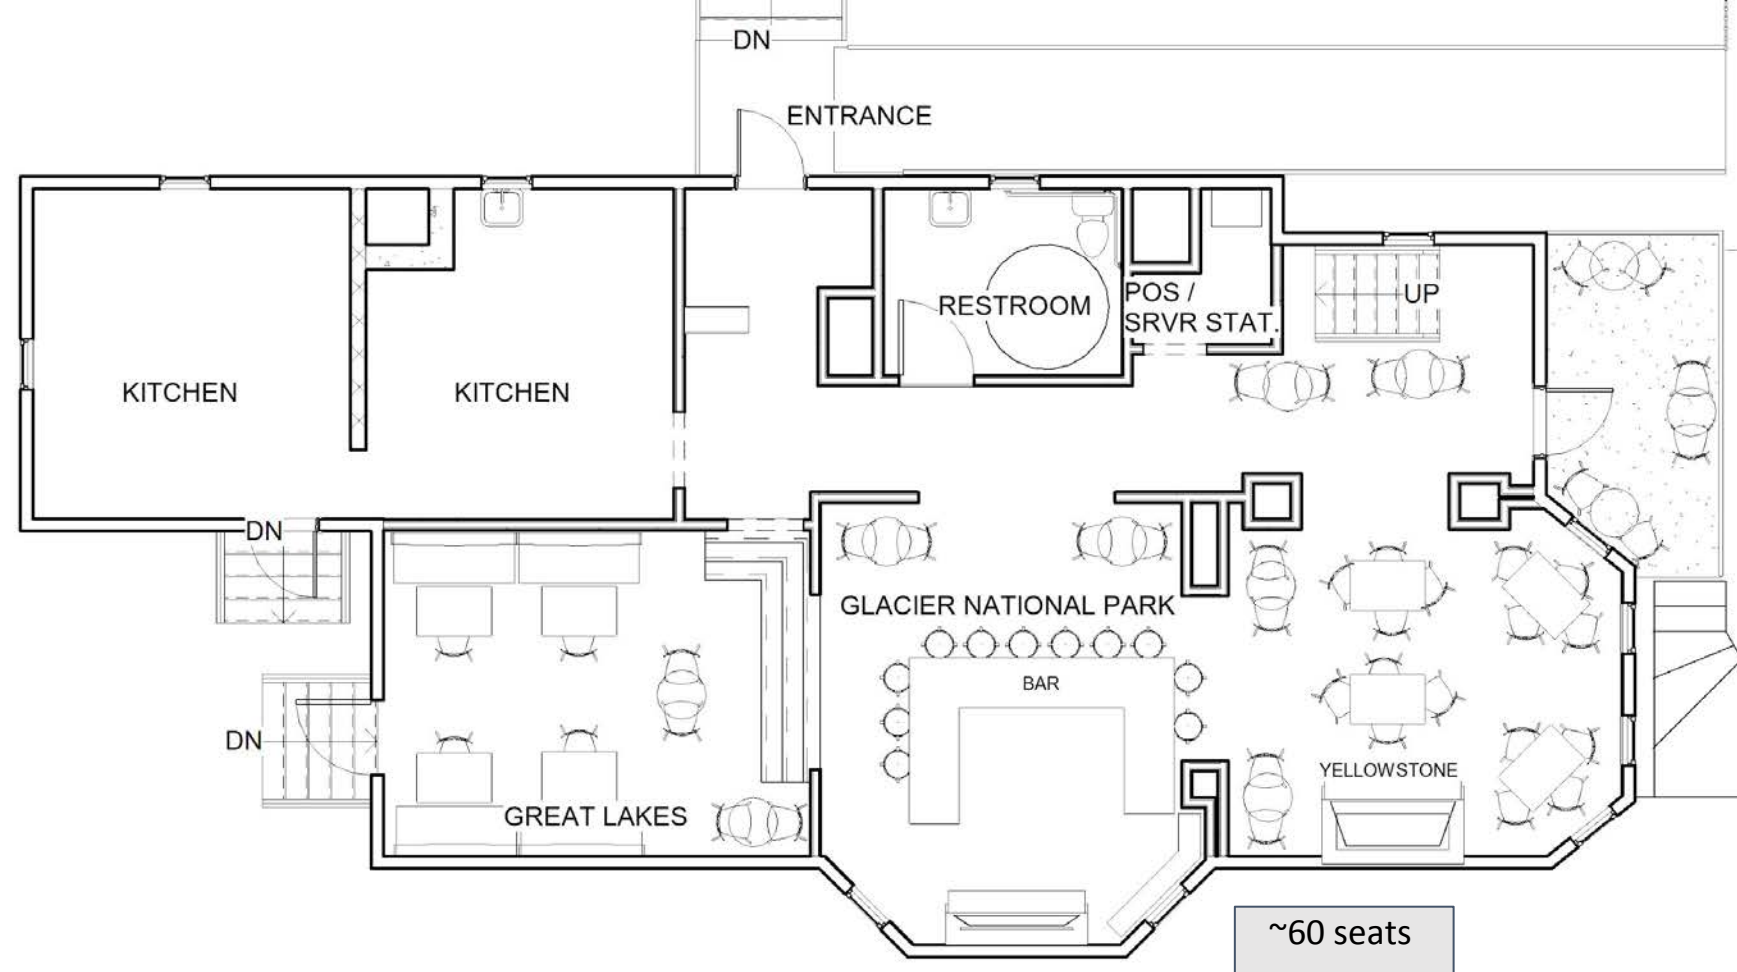 DN
ENTRANCE
RESTROOM
POS /
SRVR STAT.
UP
KITCHEN
KITCHEN
DN
GLACIER NATIONAL PARK
BAR
DN
YELLOWSTONE
GREAT LAKES
~60 seats